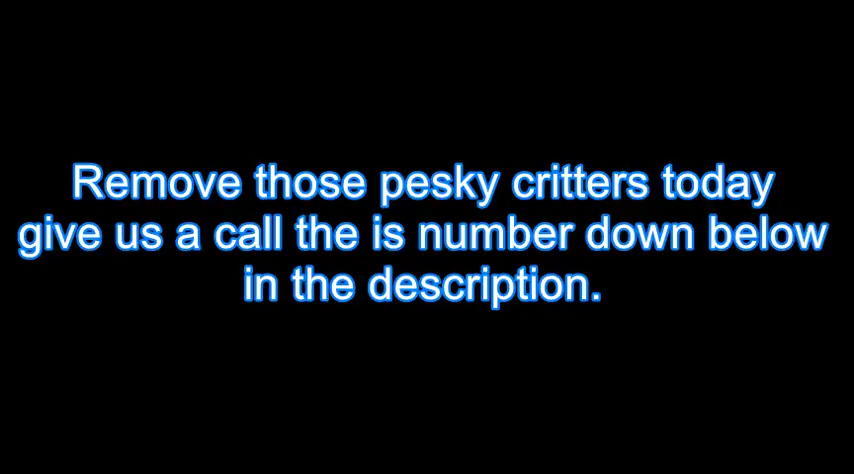 Remove those pesky critters today
give us a call the is number down below
in the description.